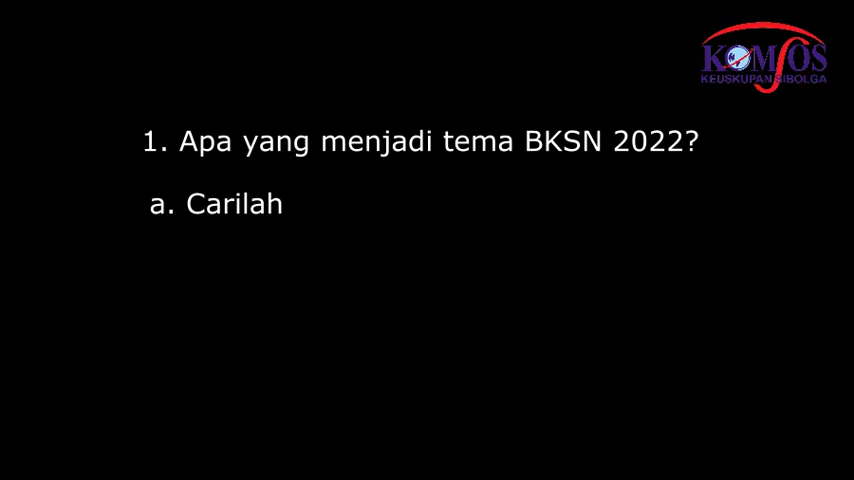 KOMSOS
KEUSKUPAN SIBOLGA
1. Apa yang menjadi tema BKSN 2022?
a. Carilah